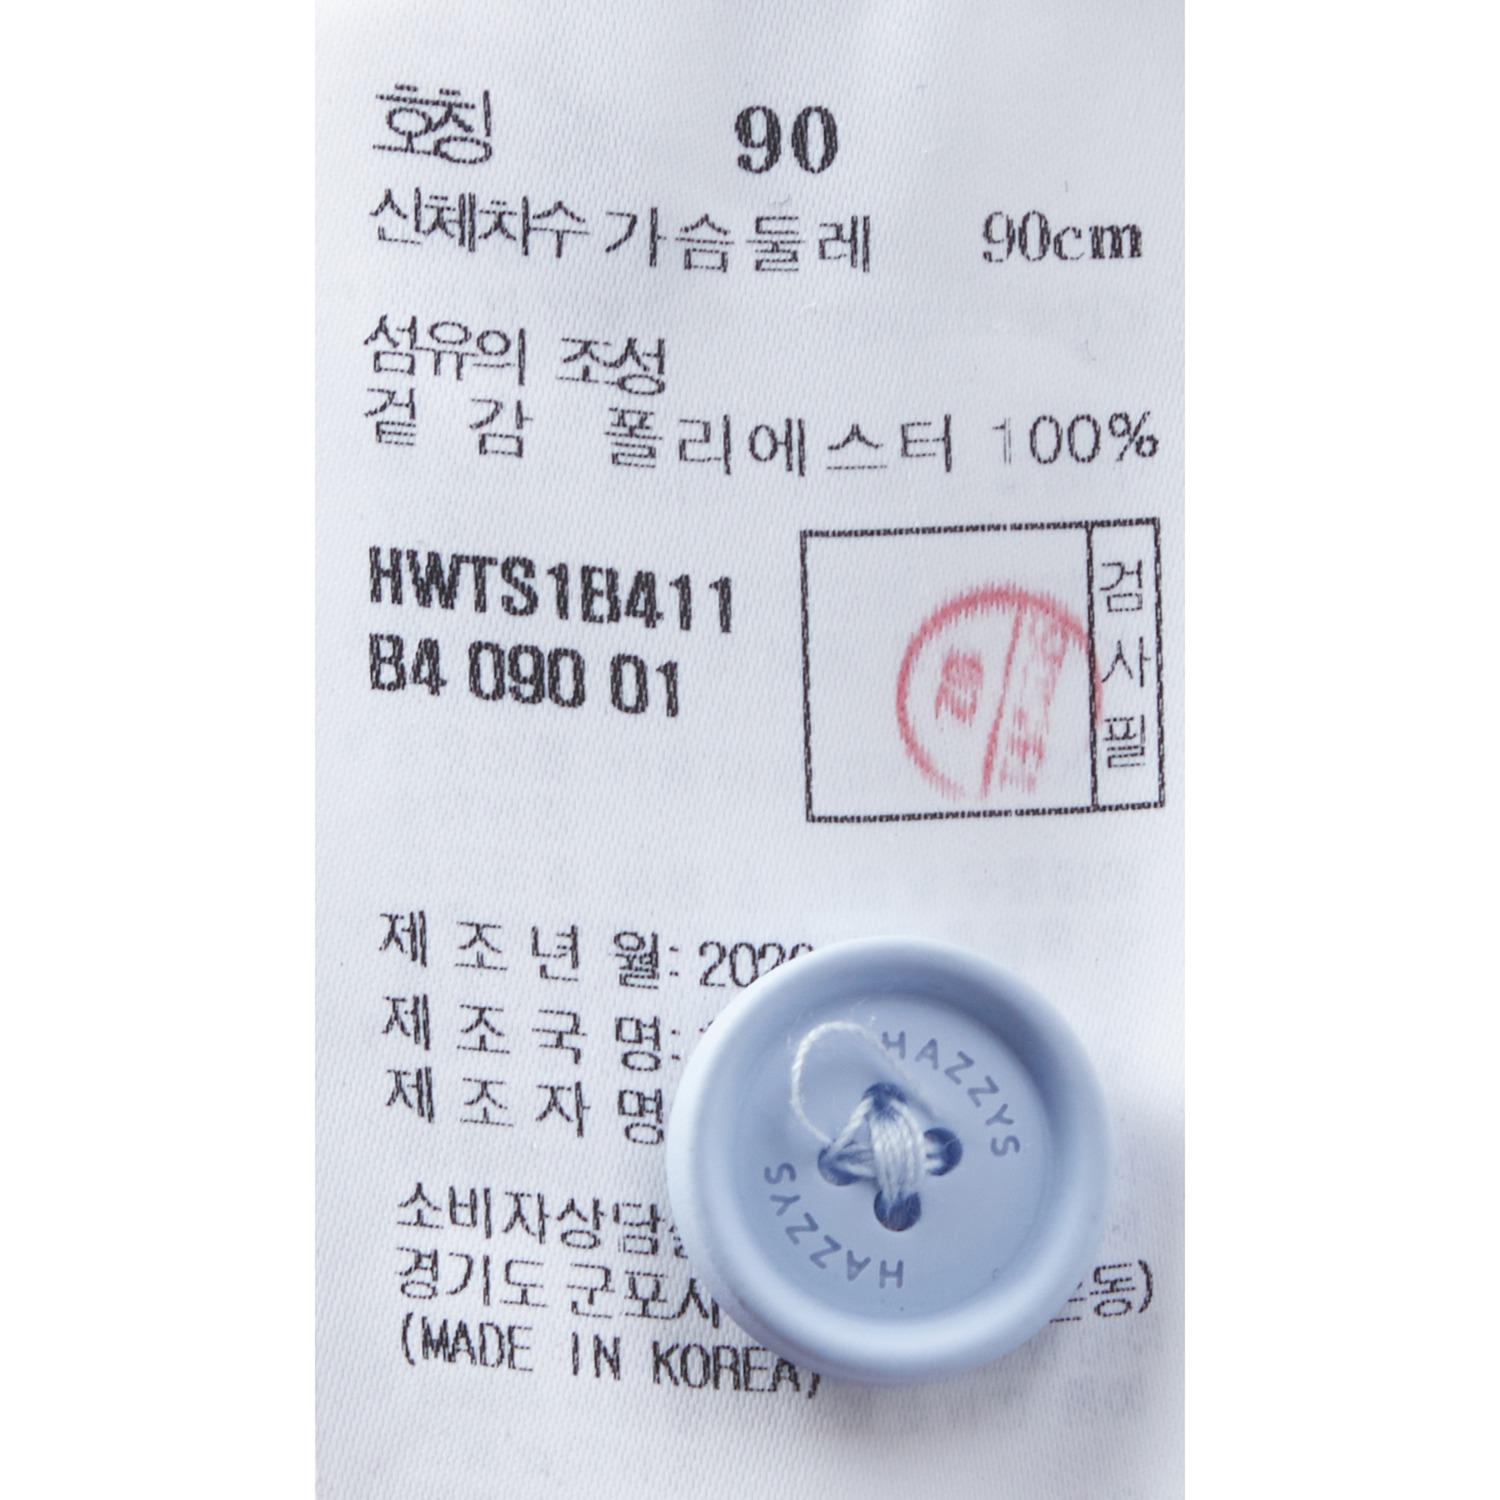 호칭 90
신체치수 가슴둘레 90cm
섬유의 조성
겉 감 폴리에스터 100%
HWTS1B411
B4 090 01
검사필
제조년월:
제조국명:
제조자명
소비자상담
경기도 군포시
동)
(MADE IN KOREA)
HAZZYS
HAZZYS